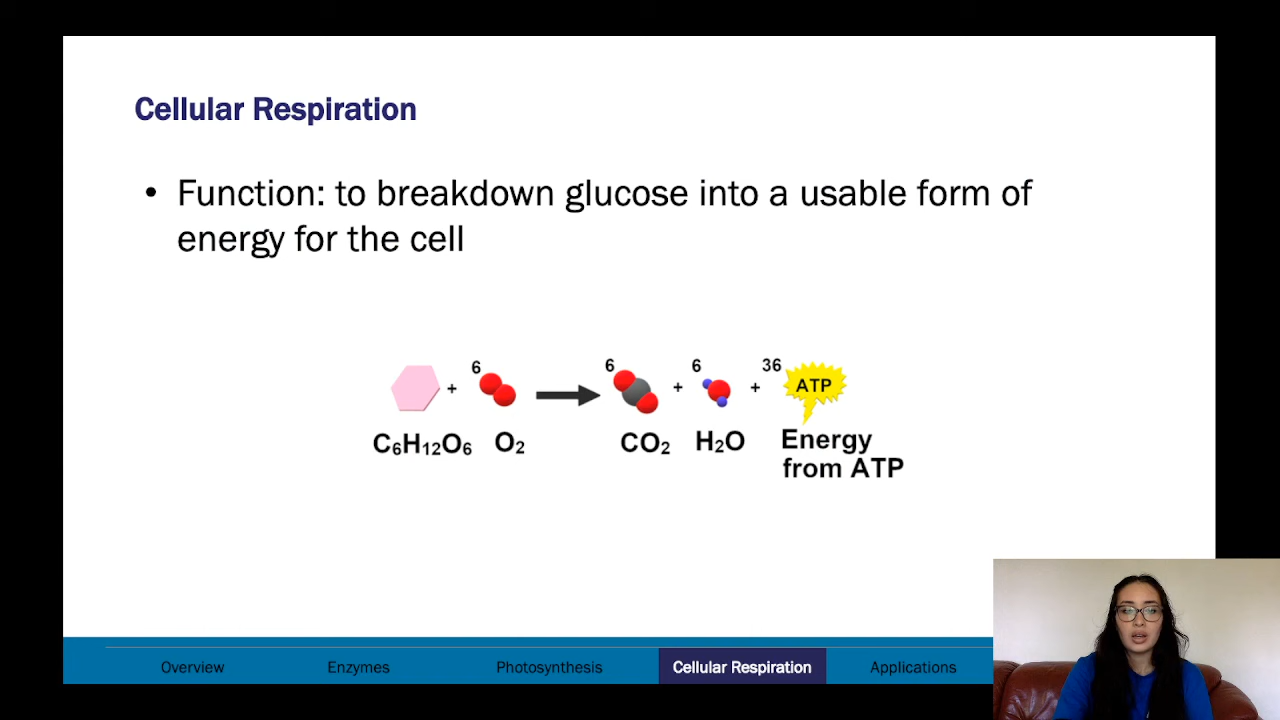 Cellular Respiration
• Function: to breakdown glucose into a usable form of
energy for the cell
+ 6 6 + 6 + 36 ATP
C₆H₁₂O₆ O₂ CO₂ H₂O Energy
from ATP
Overview Enzymes Photosynthesis Cellular Respiration Applications